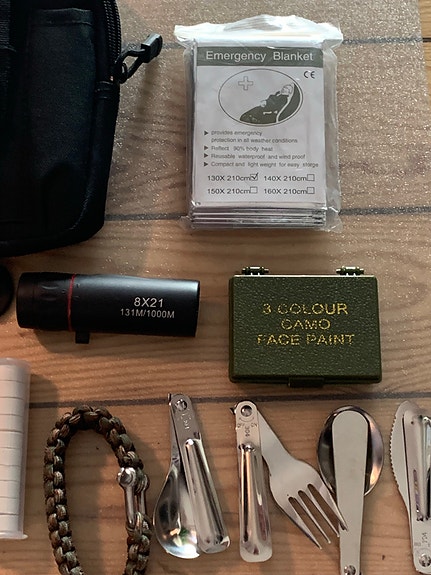 Emergency Blanket
CE
provides emergency
protection in all weather conditions
Reflect 90% body heat
Reusable waterproof and wind proof
Compact and light weight for easy storge
130X 210cm 140X 210cm
150X 210cm 160X 210cm
8X21
131M/1000M
3 COLOUR
CAMO
FACE PAINT